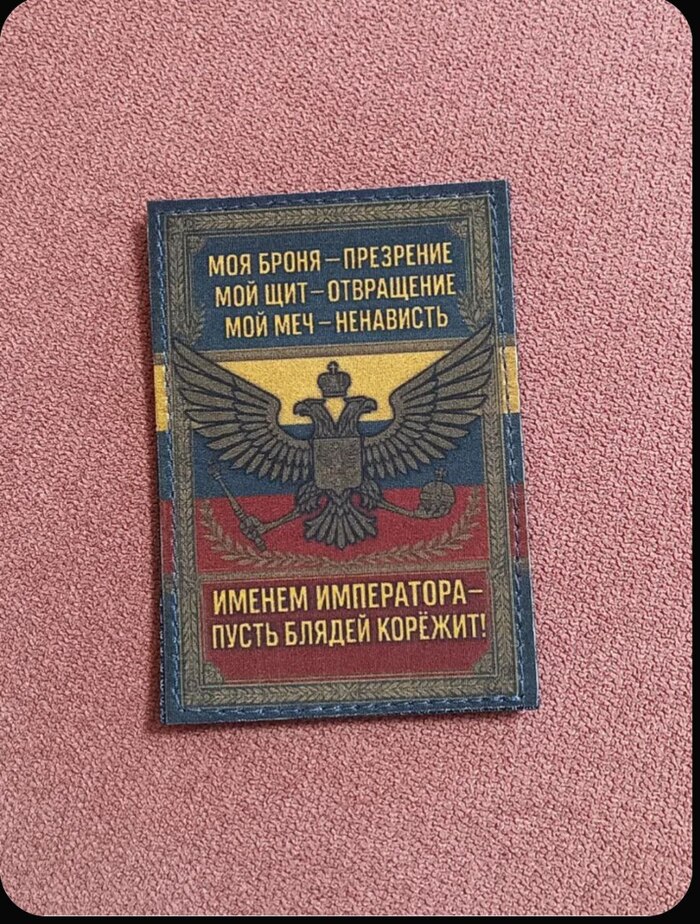 МОЯ БРОНЯ – ПРЕЗРЕНИЕ
МОЙ ЩИТ – ОТВРАЩЕНИЕ
МОЙ МЕЧ – НЕНАВИСТЬ
ИМЕНЕМ ИМПЕРАТОРА –
ПУСТЬ БЛЯДЕЙ КОРЁЖИТ!